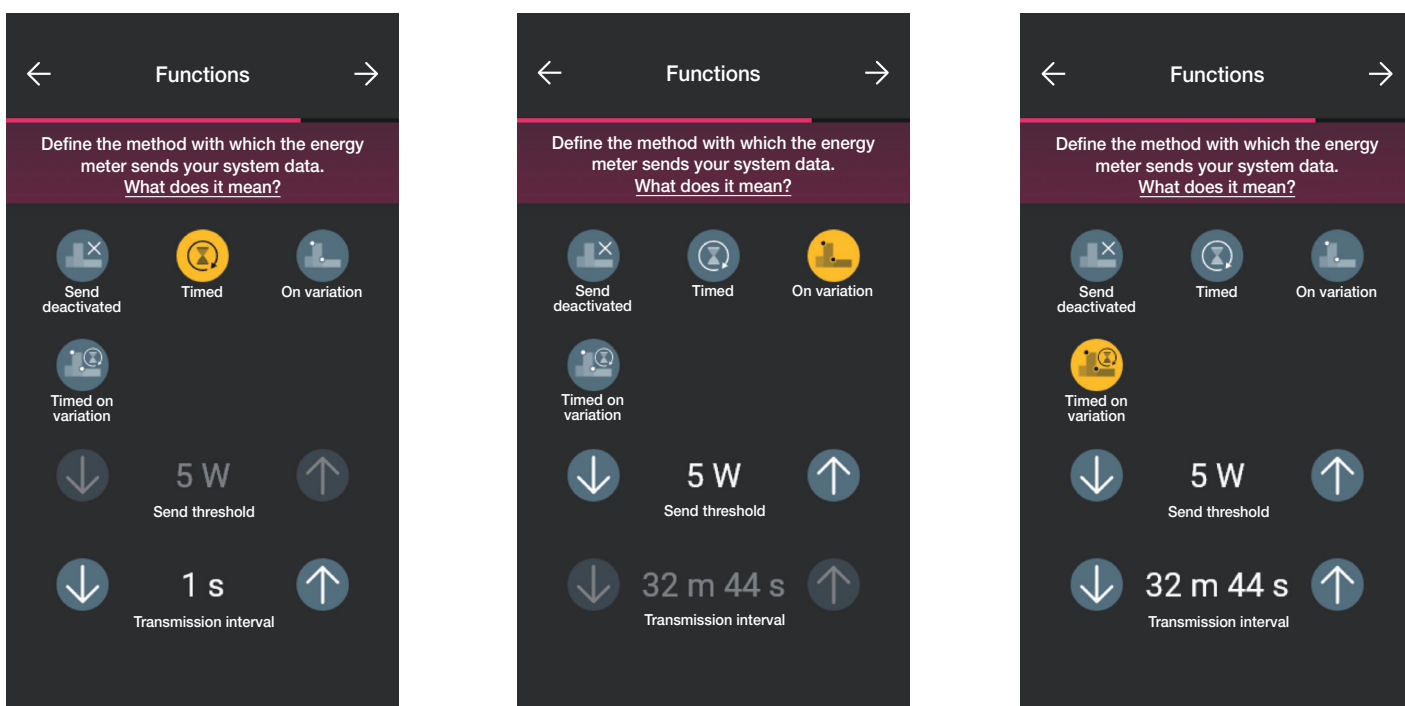 Functions
Define the method with which the energy
meter sends your system data.
What does it mean?
Send
deactivated
Timed
On variation
Timed on
variation
5 W
Send threshold
1 s
Transmission interval
Functions
Define the method with which the energy
meter sends your system data.
What does it mean?
Send
deactivated
Timed
On variation
Timed on
variation
5 W
Send threshold
32 m 44 s
Transmission interval
Functions
Define the method with which the energy
meter sends your system data.
What does it mean?
Send
deactivated
Timed
On variation
Timed on
variation
5 W
Send threshold
32 m 44 s
Transmission interval